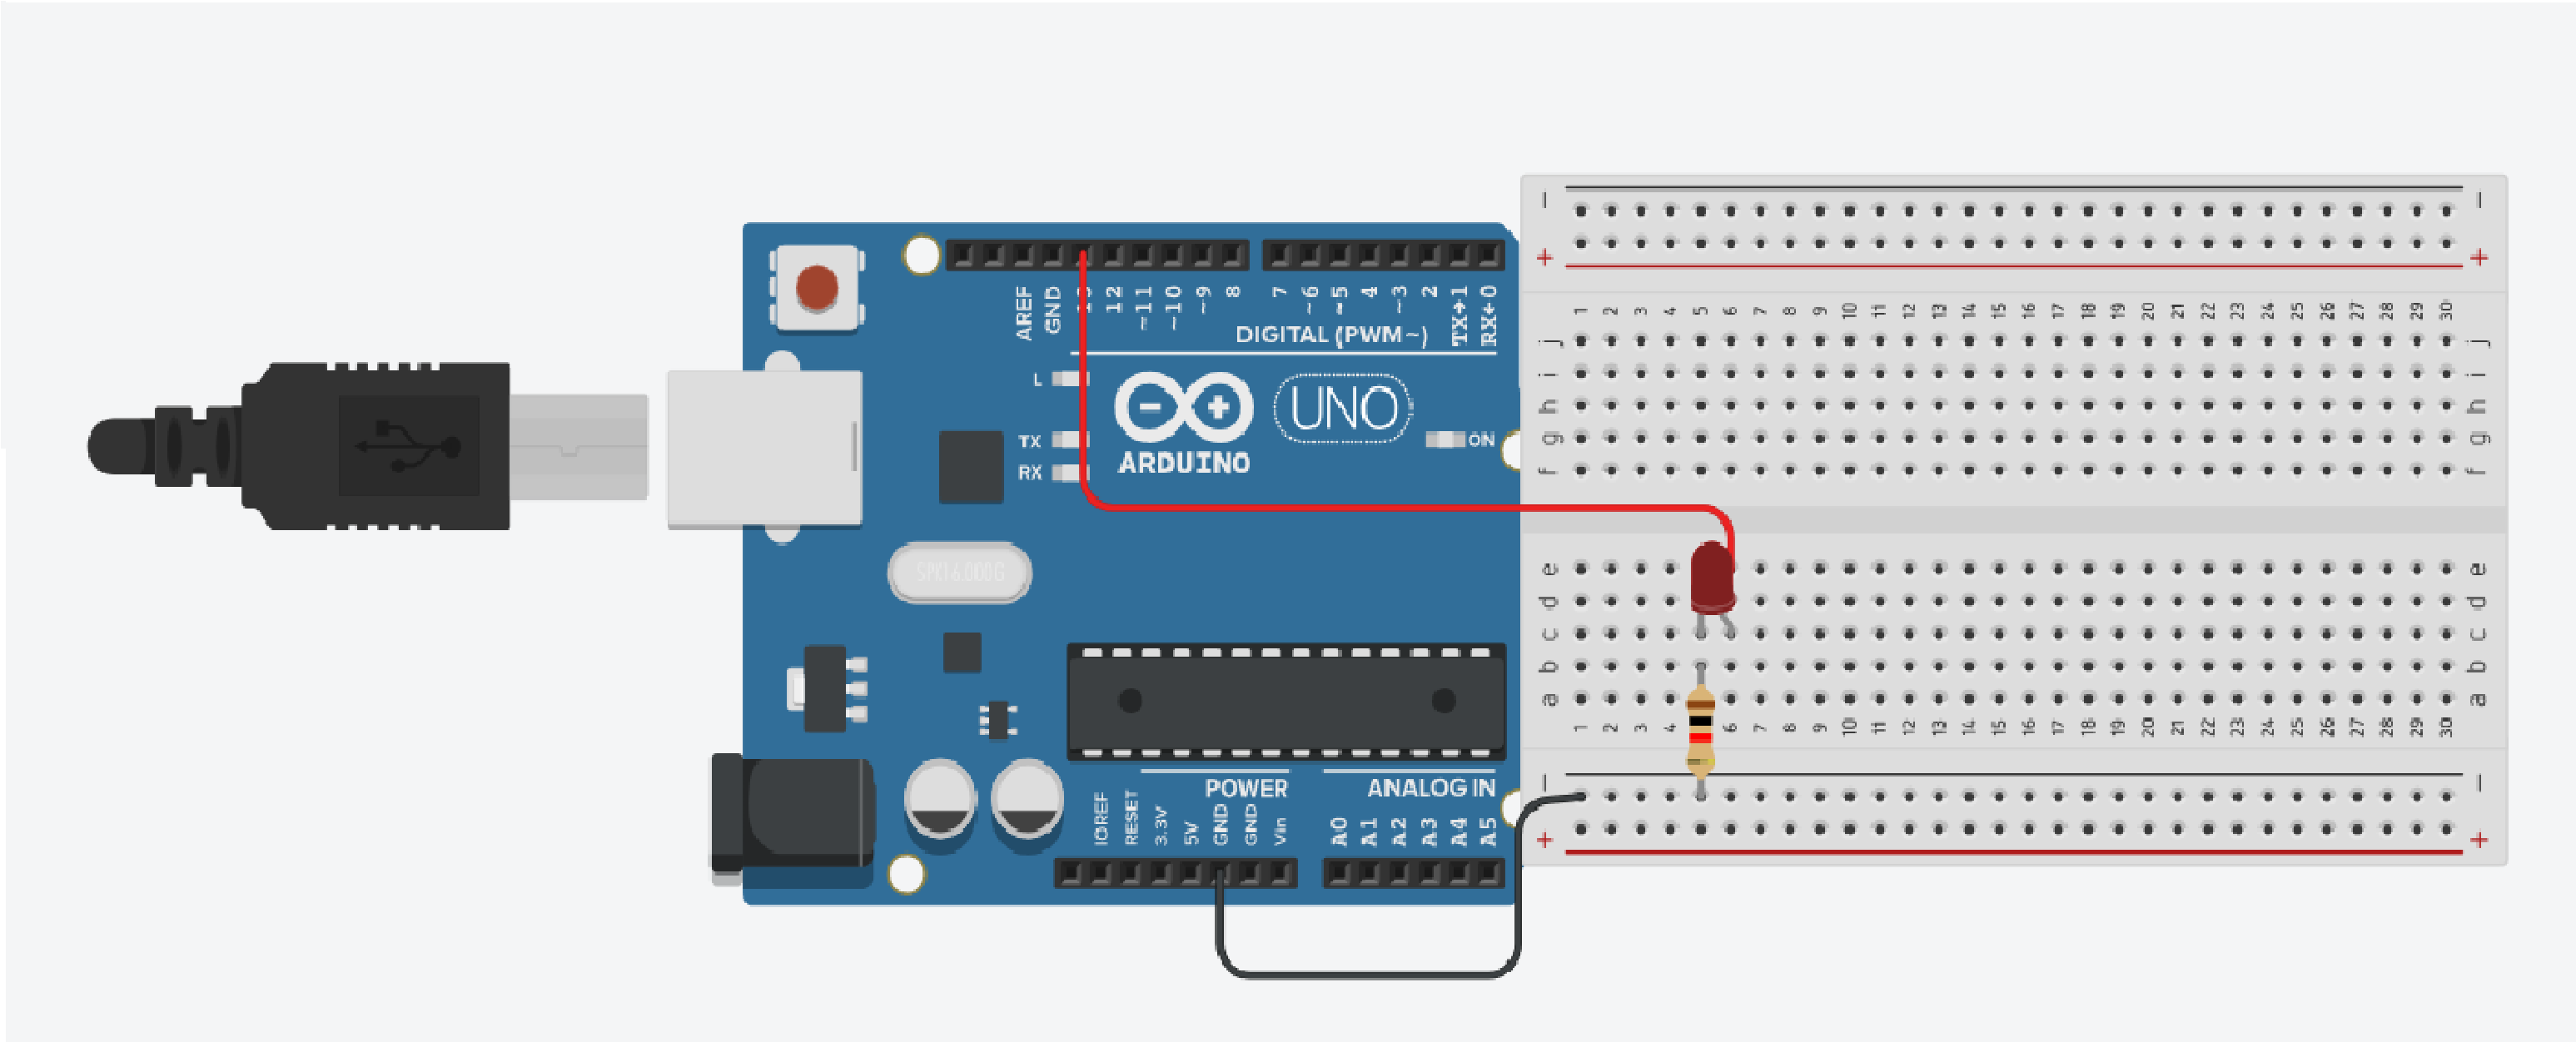 AREF
GND
13
12
~11
~10
~9
8
7
~6
~5
4
~3
2
TX→1
RX←0
DIGITAL (PWM~)
L
TX
RX
ARDUINO
UNO
ON
SPK16.000G
POWER
ANALOG IN
IOREF
RESET
3.3V
5V
GND
GND
Vin
A0
A1
A2
A3
A4
A5
- -
+ +
1 2 3 4 5 6 7 8 9 10 11 12 13 14 15 16 17 18 19 20 21 22 23 24 25 26 27 28 29 30
j j
i i
h h
g g
f f
e e
d d
c c
b b
a a
1 2 3 4 5 6 7 8 9 10 11 12 13 14 15 16 17 18 19 20 21 22 23 24 25 26 27 28 29 30
- -
+ +